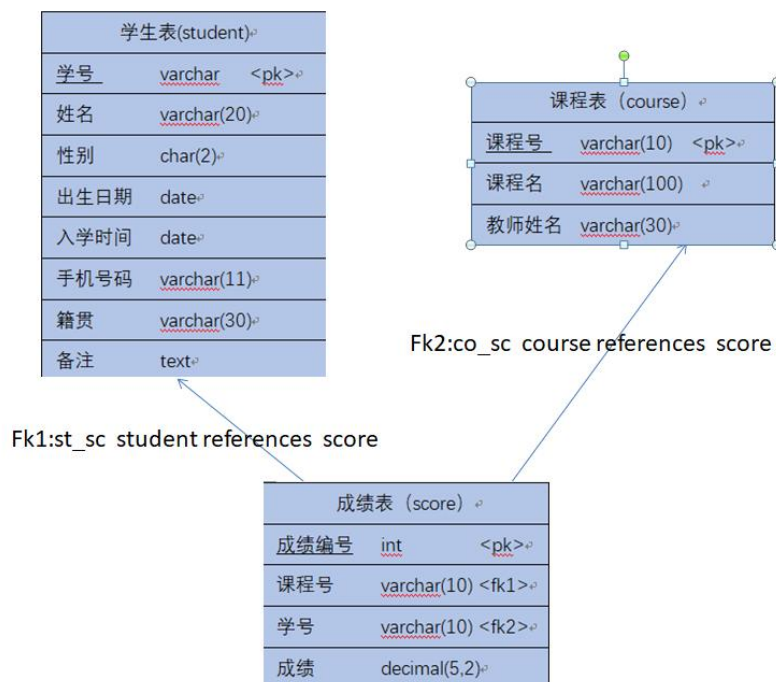 学生表(student)
学号 varchar <pk>
姓名 varchar(20)
性别 char(2)
出生日期 date
入学时间 date
手机号码 varchar(11)
籍贯 varchar(30)
备注 text
课程表（course）
课程号 varchar(10) <pk>
课程名 varchar(100)
教师姓名 varchar(30)
Fk2:co_sc course references score
Fk1:st_sc student references score
成绩表（score）
成绩编号 int <pk>
课程号 varchar(10) <fk1>
学号 varchar(10) <fk2>
成绩 decimal(5,2)